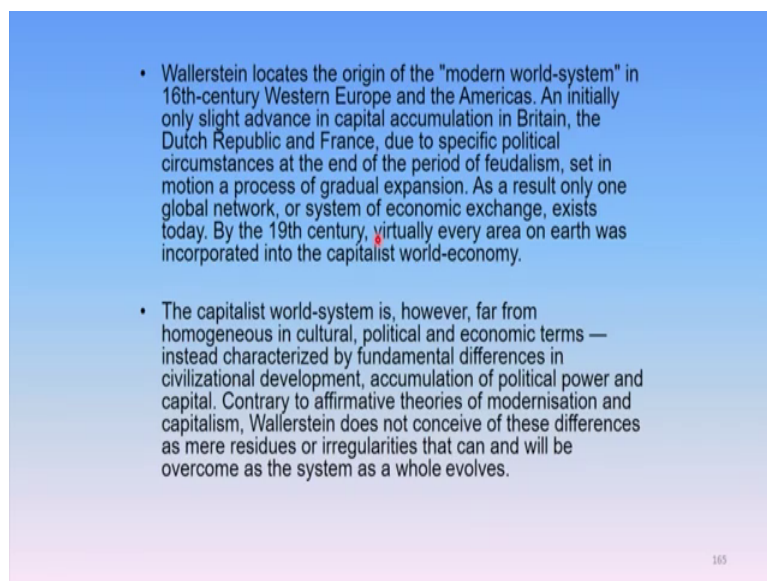 • Wallerstein locates the origin of the "modern world-system" in
16th-century Western Europe and the Americas. An initially
only slight advance in capital accumulation in Britain, the
Dutch Republic and France, due to specific political
circumstances at the end of the period of feudalism, set in
motion a process of gradual expansion. As a result only one
global network, or system of economic exchange, exists
today. By the 19th century, virtually every area on earth was
incorporated into the capitalist world-economy.
• The capitalist world-system is, however, far from
homogeneous in cultural, political and economic terms —
instead characterized by fundamental differences in
civilizational development, accumulation of political power and
capital. Contrary to affirmative theories of modernisation and
capitalism, Wallerstein does not conceive of these differences
as mere residues or irregularities that can and will be
overcome as the system as a whole evolves.
165